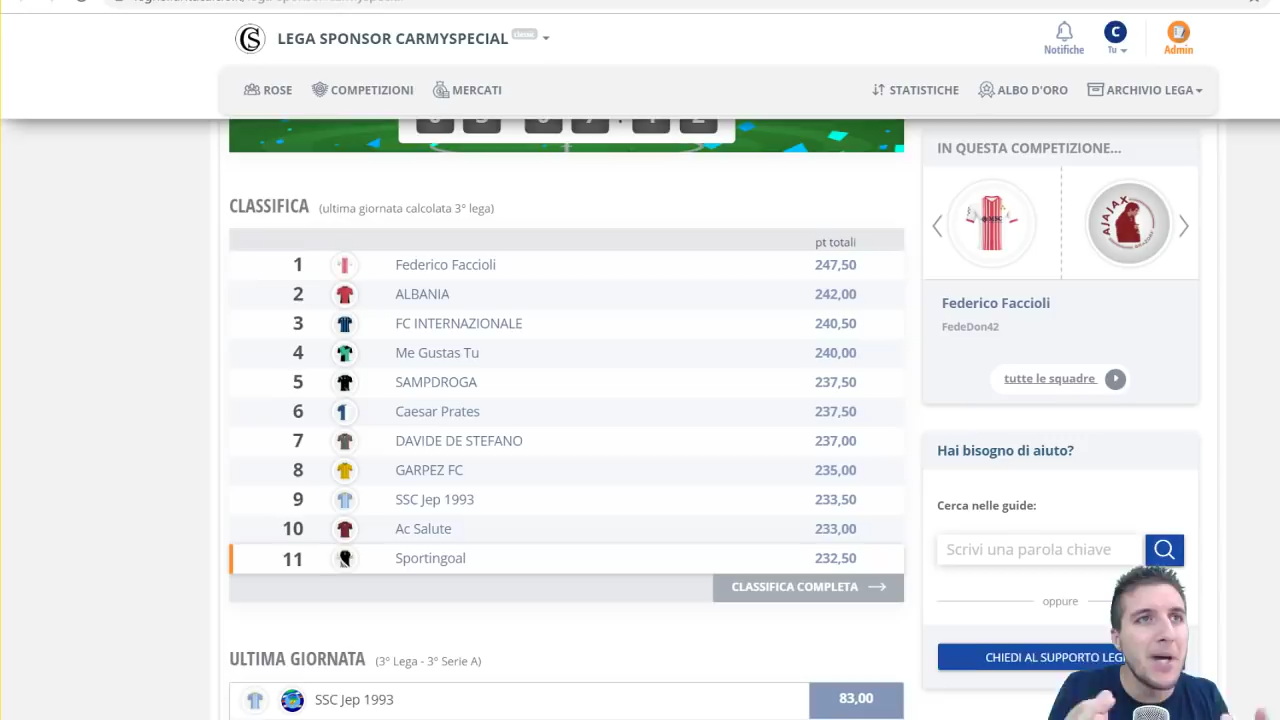 LEGA SPONSOR CARMYSPECIAL classic
Notifiche
C
Tu
Admin
ROSE COMPETIZIONI MERCATI STATISTICHE ALBO D'ORO ARCHIVIO LEGA
CLASSIFICA (ultima giornata calcolata 3° lega)
pt totali
1 Federico Faccioli 247,50
2 ALBANIA 242,00
3 FC INTERNAZIONALE 240,50
4 Me Gustas Tu 240,00
5 SAMPDROGA 237,50
6 Caesar Prates 237,50
7 DAVIDE DE STEFANO 237,00
8 GARPEZ FC 235,00
9 SSC Jep 1993 233,50
10 Ac Salute 233,00
11 Sportingoal 232,50
CLASSIFICA COMPLETA
ULTIMA GIORNATA (3° Lega - 3° Serie A)
SSC Jep 1993 83,00
IN QUESTA COMPETIZIONE...
AJAJAX
Federico Faccioli
FedeDon42
tutte le squadre
Hai bisogno di aiuto?
Cerca nelle guide:
Scrivi una parola chiave
oppure
CHIEDI AL SUPPORTO LEG